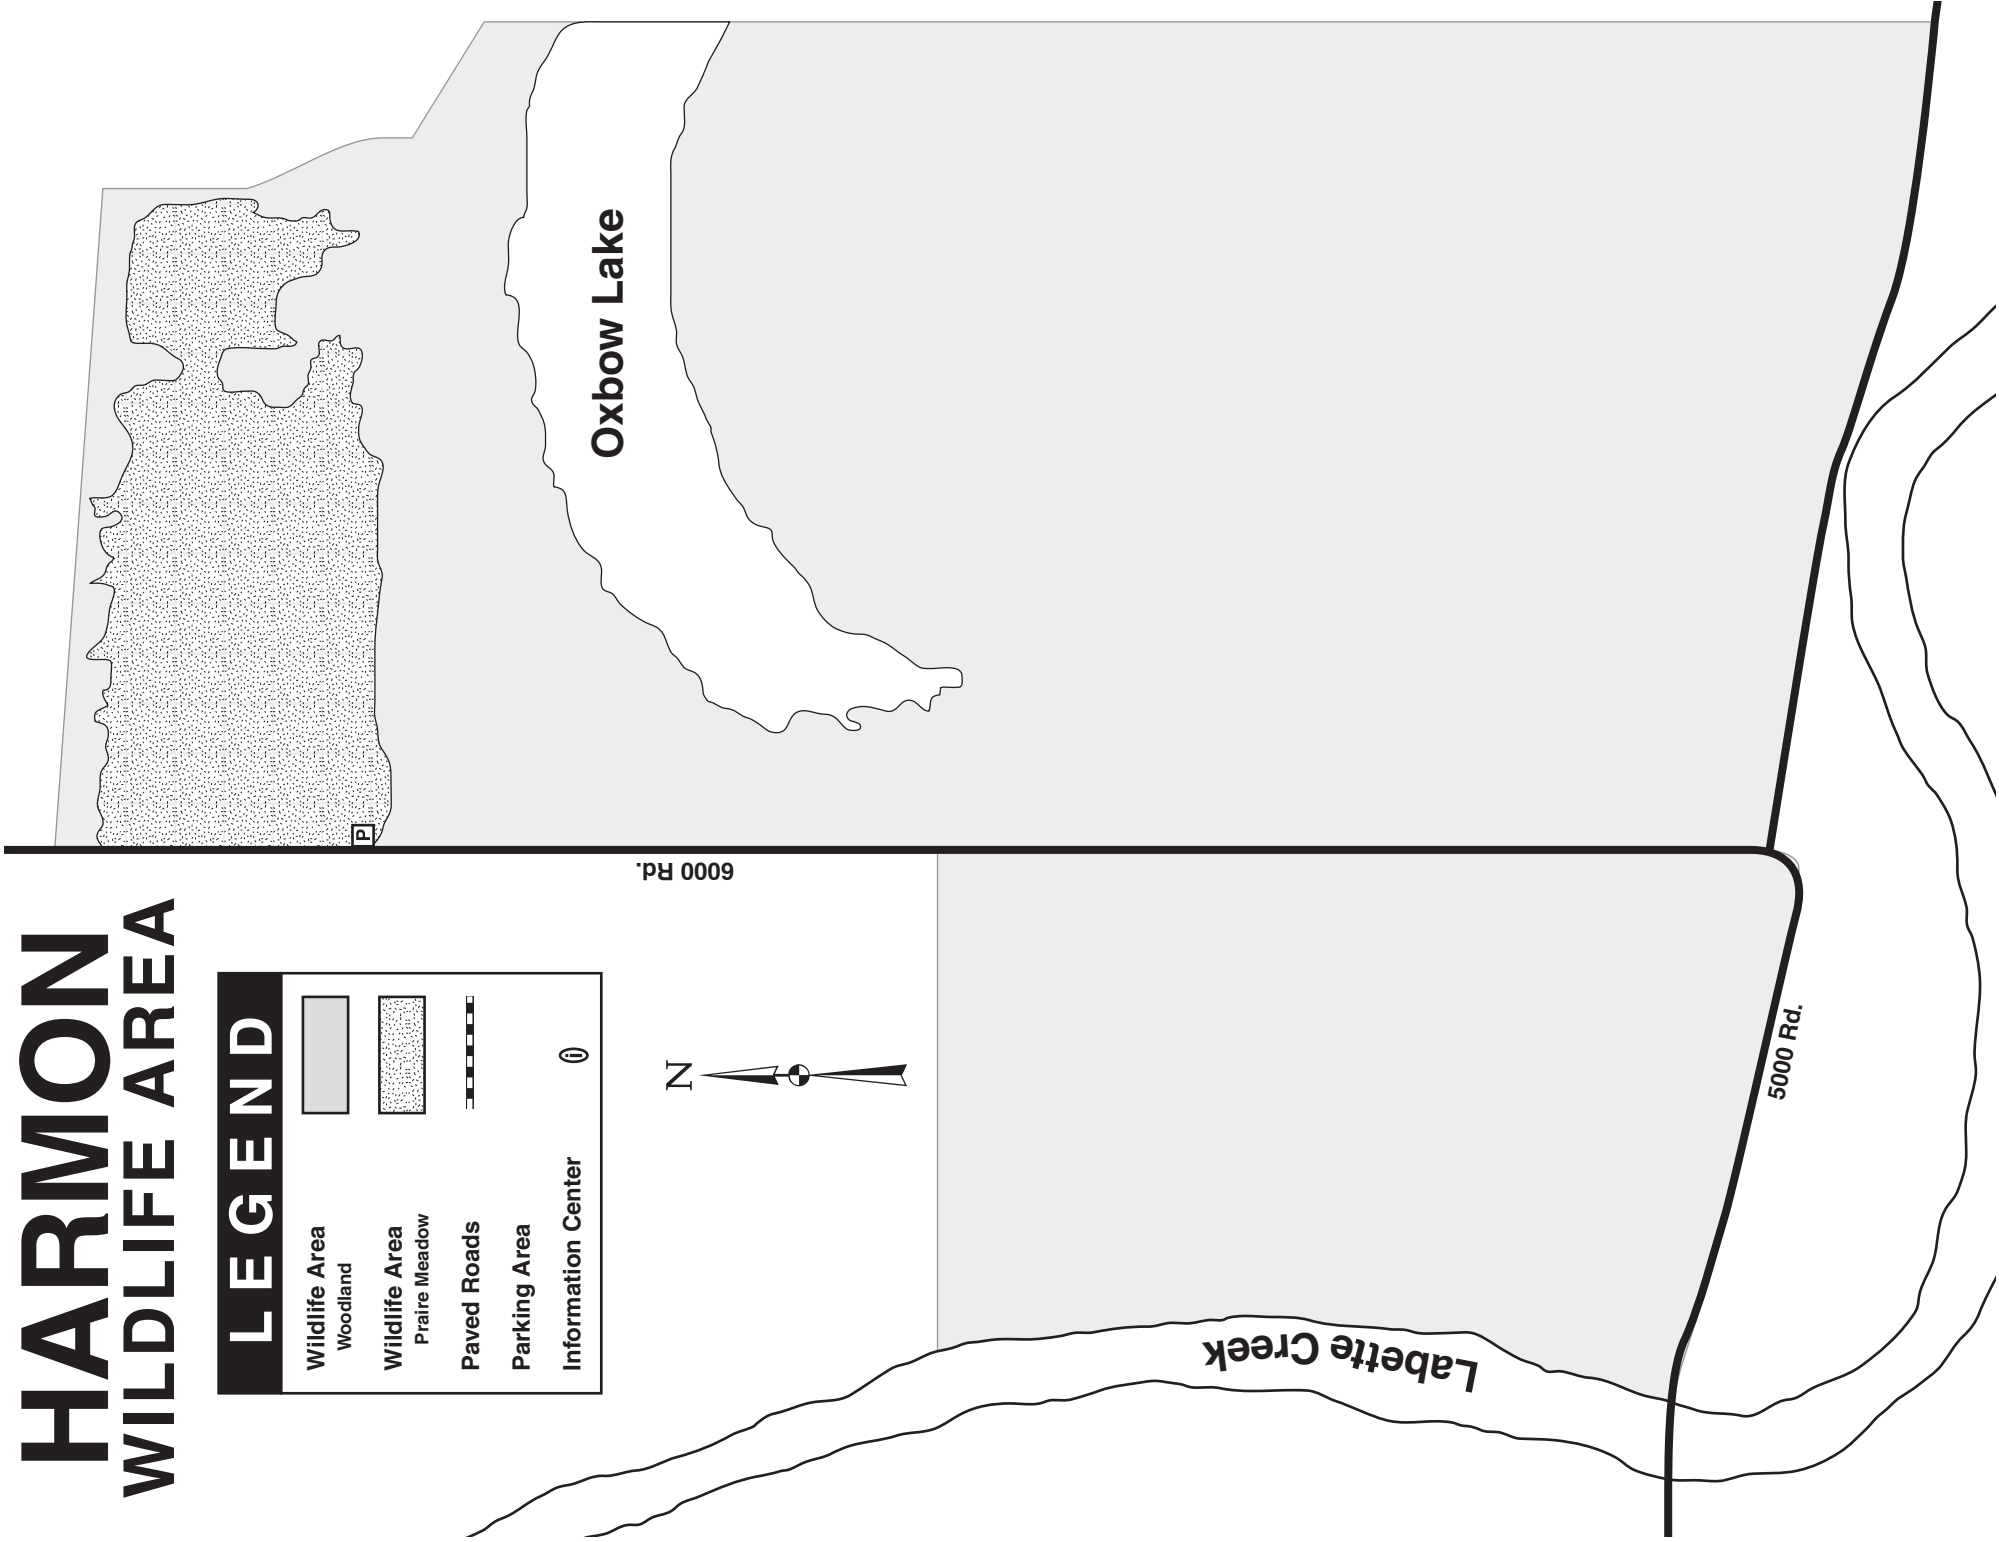 HARMON
WILDLIFE AREA
LEGEND
Wildlife Area
Woodland
Wildlife Area
Praire Meadow
Paved Roads
Parking Area
Information Center
i
N
P
6000 Rd.
Oxbow Lake
5000 Rd.
Labette Creek